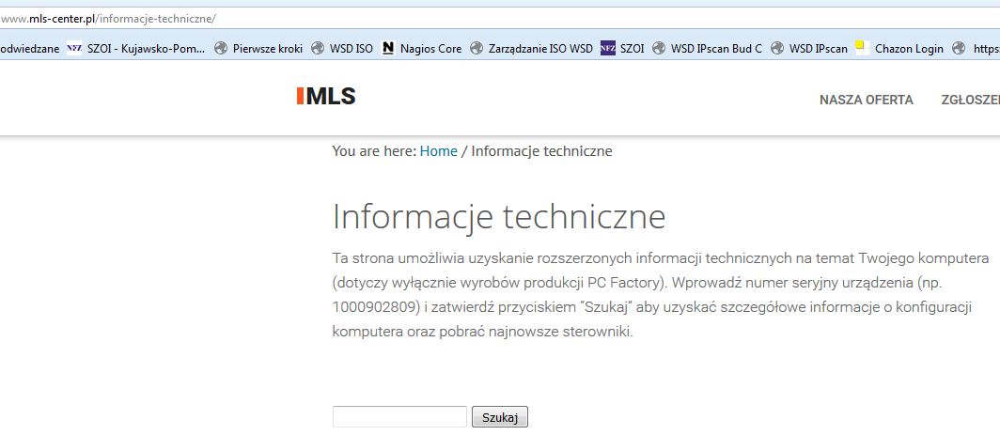 www.mls-center.pl/informacje-techniczne/
odwiedzane NFZ SZOI - Kujawsko-Pom... Pierwsze kroki WSD ISO N Nagios Core Zarządzanie ISO WSD NFZ SZOI WSD IPscan Bud C WSD IPscan Chazon Login https
MLS
NASZA OFERTA ZGŁOSZE
You are here: Home / Informacje techniczne
Informacje techniczne
Ta strona umożliwia uzyskanie rozszerzonych informacji technicznych na temat Twojego komputera
(dotyczy wyłącznie wyrobów produkcji PC Factory). Wprowadź numer seryjny urządzenia (np.
1000902809) i zatwierdź przyciskiem “Szukaj” aby uzyskać szczegółowe informacje o konfiguracji
komputera oraz pobrać najnowsze sterowniki.
Szukaj